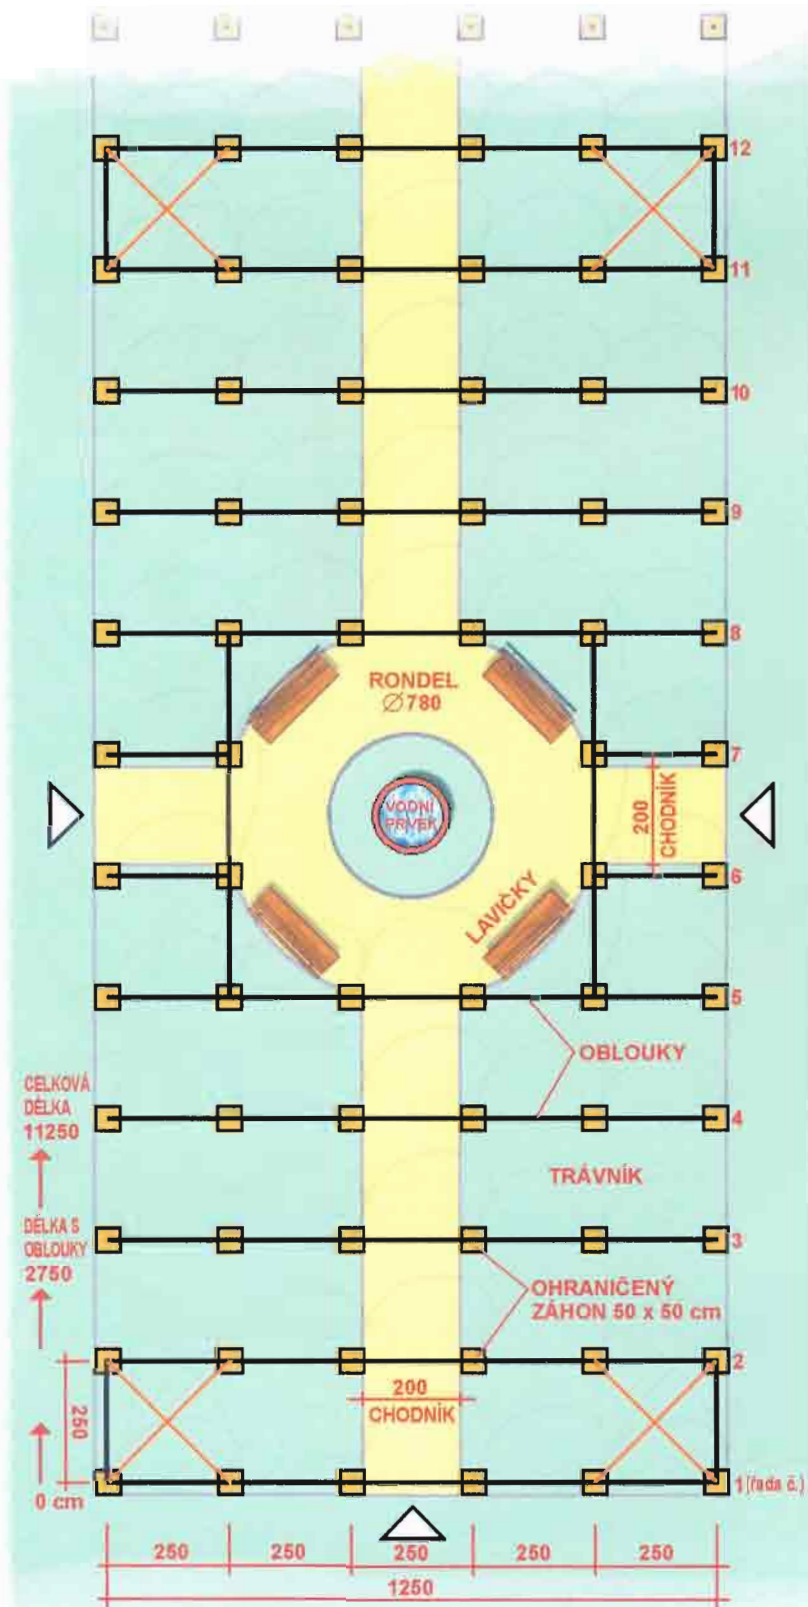 12
11
10
9
8
RONDEL
⌀780
7
VODNÍ
PRVEK
200
CHODNÍK
6
LAVIČKY
5
OBLOUKY
CELKOVÁ
DÉLKA
11250
4
TRÁVNÍK
DÉLKA S
OBLOUKY
2750
3
OHRANIČENÝ
ZÁHON 50 x 50 cm
2
200
CHODNÍK
250
0 cm
1 (řada č.)
250 250 250 250 250
1250